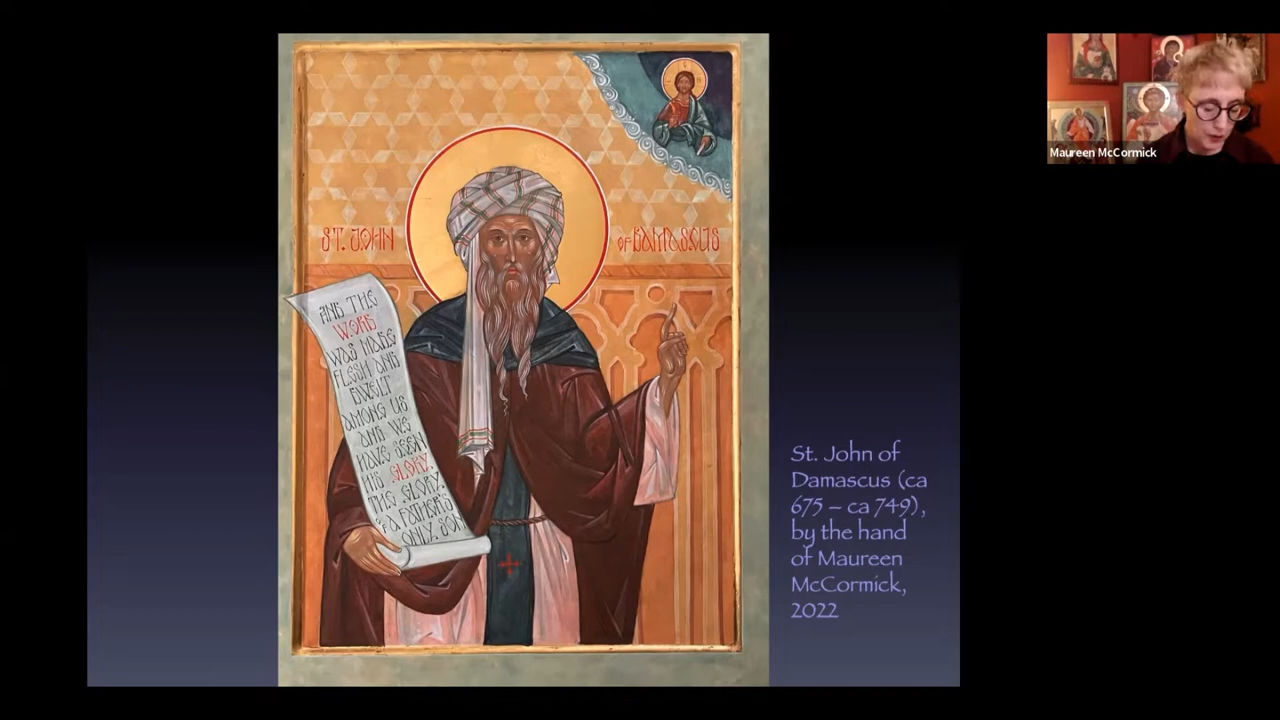 Maureen McCormick
ST. JOHN
OF DAMASCUS
AND THE
WORD
WAS MADE
FLESH AND
DWELT
AMONG US
AND WE
HAVE SEEN
HIS GLORY,
THE GLORY
OF A FATHER'S
ONLY SON
St. John of
Damascus (ca
675 – ca 749),
by the hand
of Maureen
McCormick,
2022